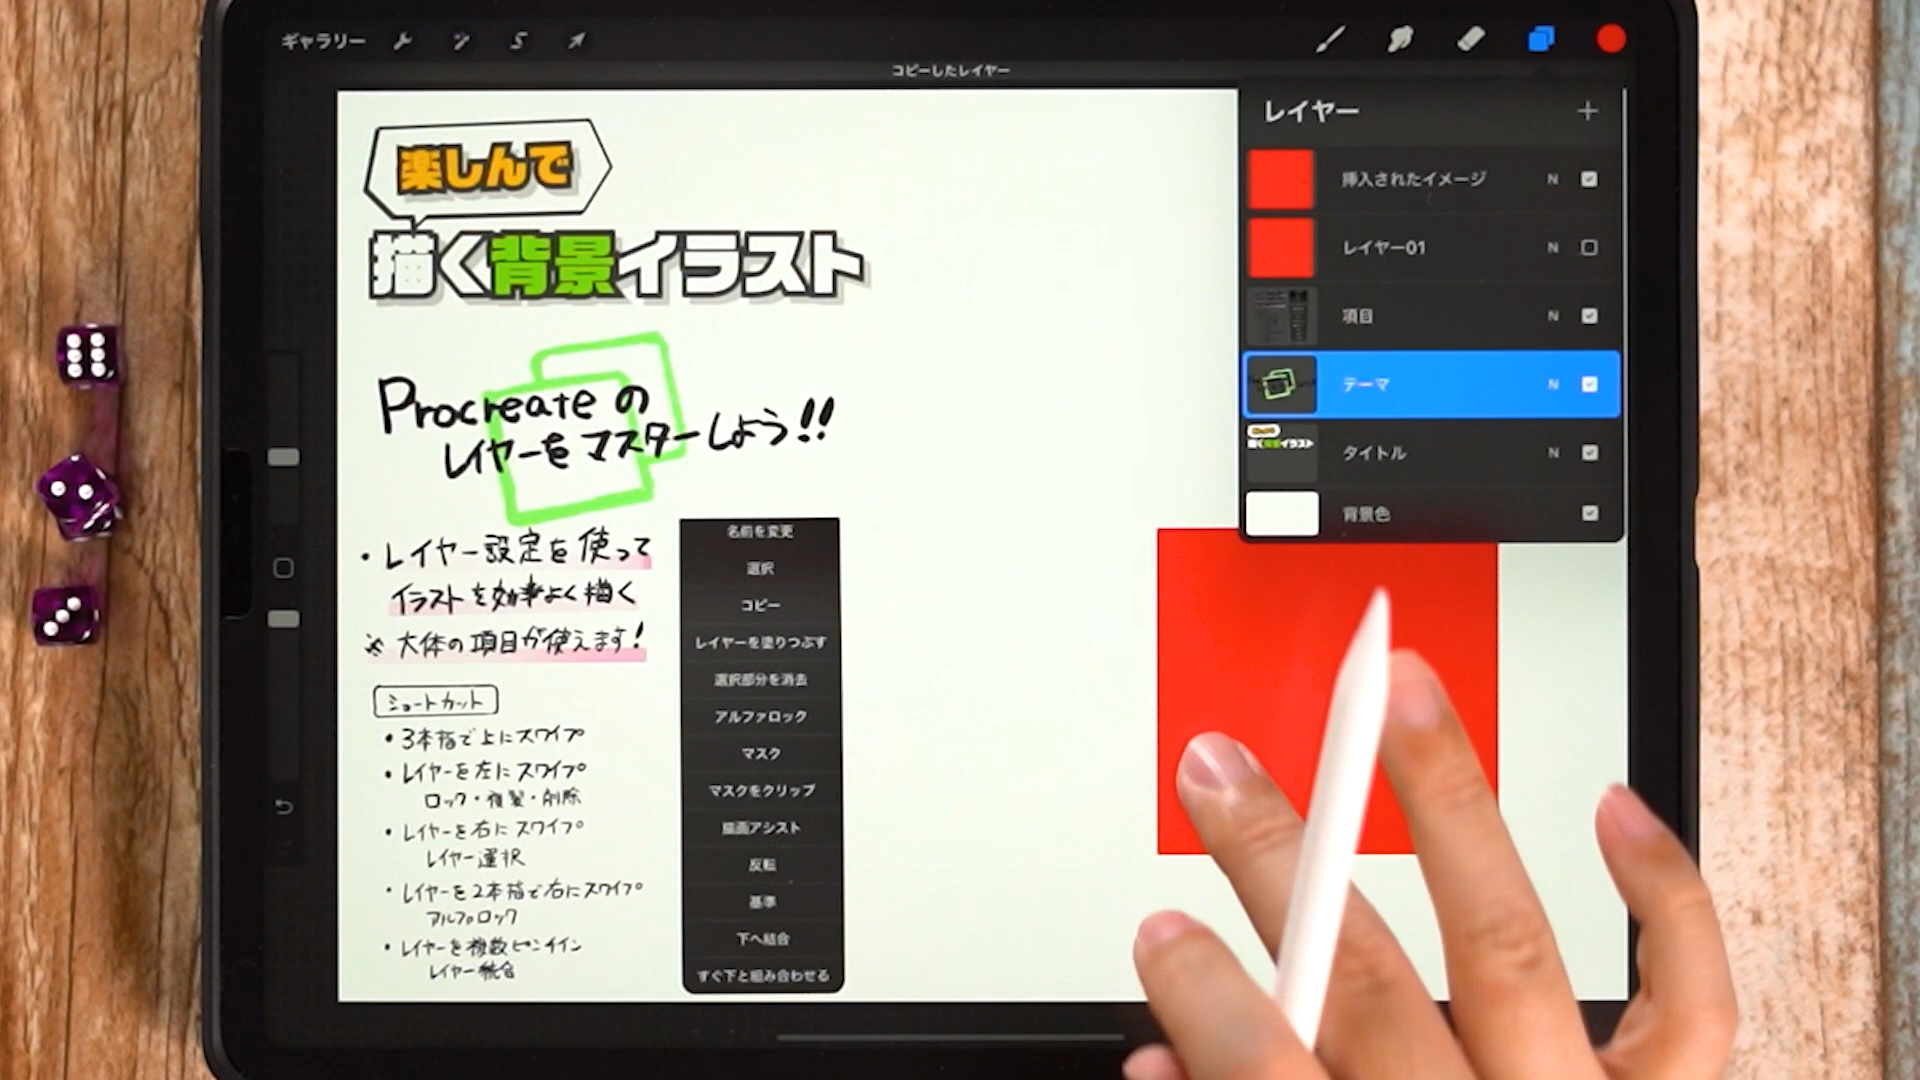 ギャラリー
コピーしたレイヤー
楽しんで
描く背景イラスト
Procreateの
レイヤーをマスターしよう!!
・レイヤー設定を使って
イラストを効率よく描く
※大体の項目が使えます!
ショートカット
・3本指で上にスワイプ
・レイヤーを左にスワイプ
ロック・複製・削除
・レイヤーを右にスワイプ
レイヤー選択
・レイヤーを2本指で右にスワイプ
アルファロック
・レイヤーを複数ピンチイン
レイヤー統合
名前を変更
選択
コピー
レイヤーを塗りつぶす
選択部分を消去
アルファロック
マスク
マスクをクリップ
描画アシスト
反転
基準
下へ結合
すぐ下と組み合わせる
レイヤー
挿入されたイメージ N
レイヤー01 N
項目 N
テーマ N
タイトル N
背景色